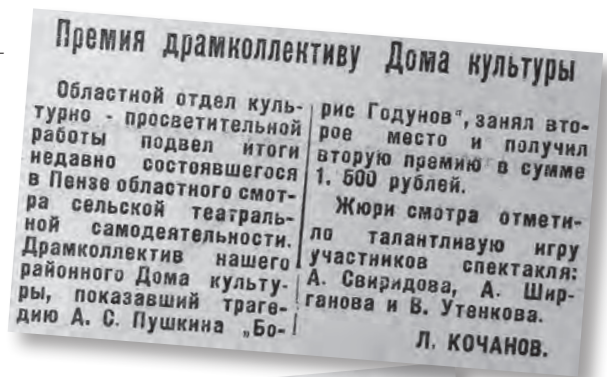 Премия драмколлективу Дома культуры
Областной отдел куль-
турно - просветительной
работы подвел итоги
недавно состоявшегося
в Пензе областного смот-
ра сельской театраль-
ной самодеятельности.
Драмколлектив нашего
районного Дома культу-
ры, показавший траге-
дию А. С. Пушкина „Бо-
рис Годунов", занял вто-
рое место и получил
вторую премию в сумме
1. 500 рублей.
Жюри смотра отмети-
ло талантливую игру
участников спектакля:
А. Свиридова, А. Шир-
ганова и В. Утенкова.
Л. КОЧАНОВ.